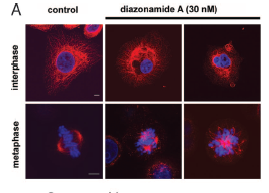 A
control diazonamide A (30 nM)
interphase
metaphase